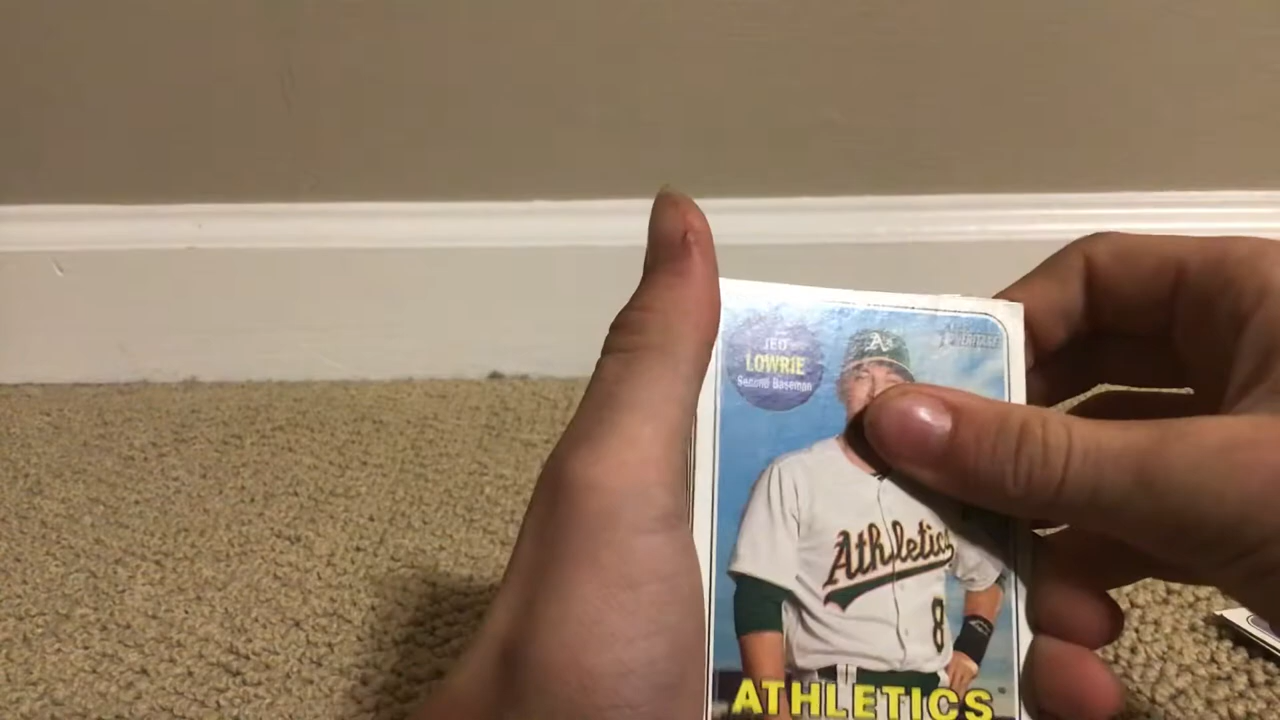 JED
LOWRIE
Second Baseman
HERITAGE
A's
Athletics
8
ATHLETICS